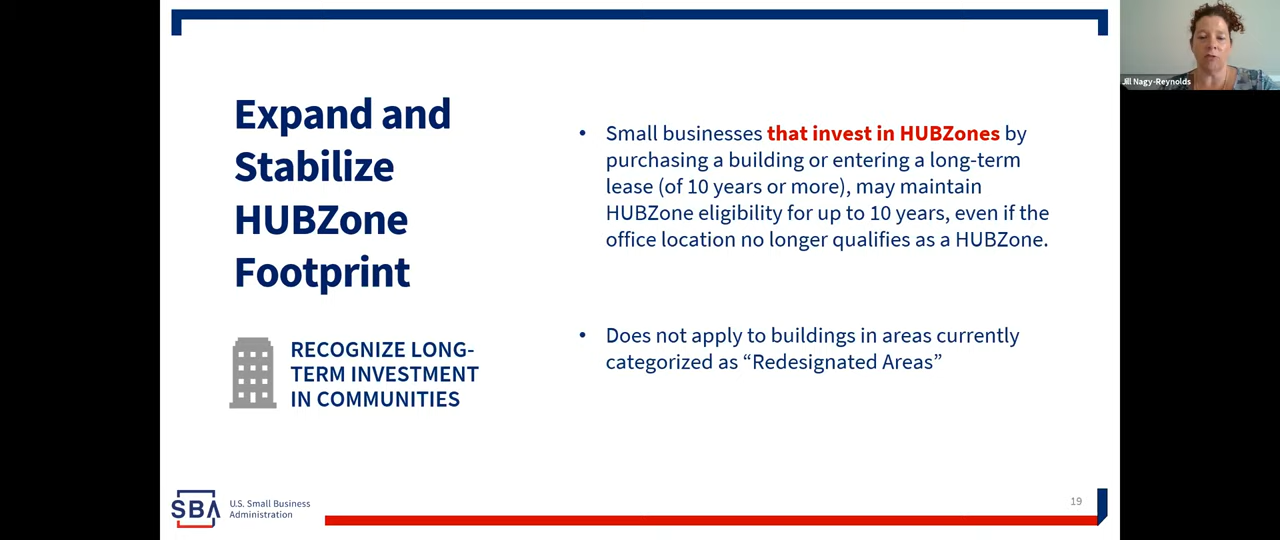 Expand and
Stabilize
HUBZone
Footprint
RECOGNIZE LONG-
TERM INVESTMENT
IN COMMUNITIES
• Small businesses that invest in HUBZones by
purchasing a building or entering a long-term
lease (of 10 years or more), may maintain
HUBZone eligibility for up to 10 years, even if the
office location no longer qualifies as a HUBZone.
• Does not apply to buildings in areas currently
categorized as “Redesignated Areas”
SBA
U.S. Small Business
Administration
19
Jill Nagy-Reynolds